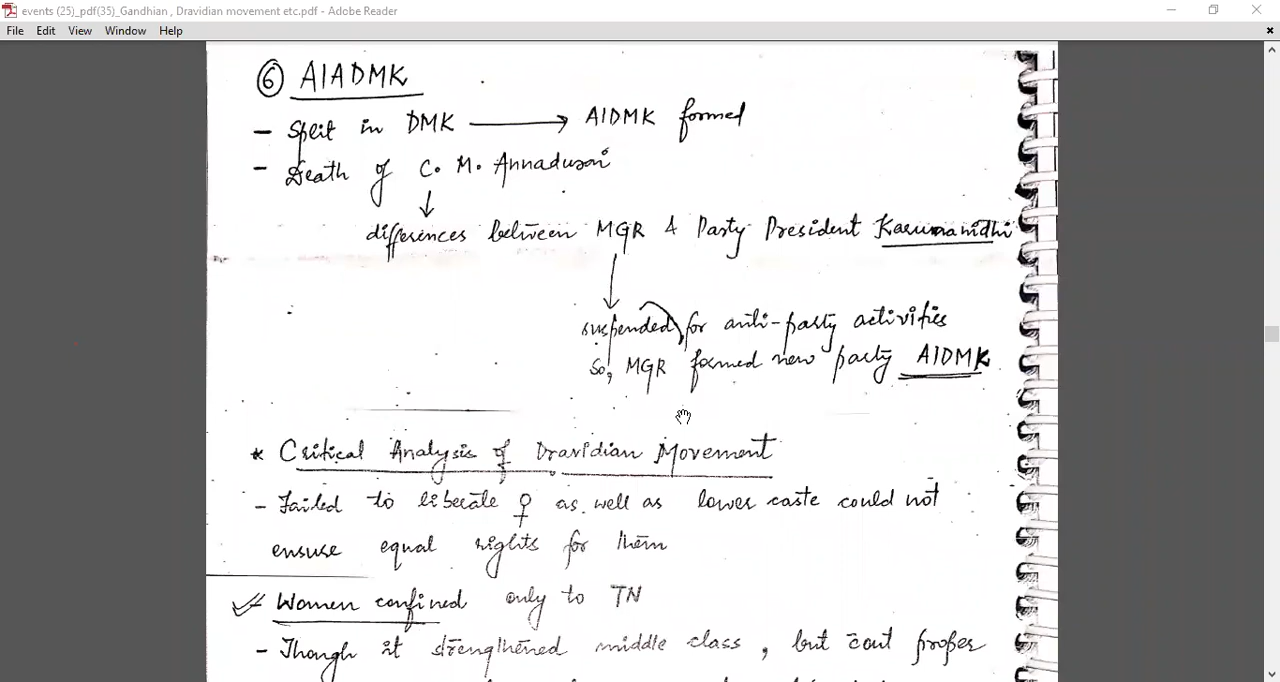 events (25)_pdf(35)_Gandhian , Dravidian movement etc.pdf - Adobe Reader
File Edit View Window Help
6 AIADMK
- Split in DMK → AIDMK formed
- Death of C. M. Annadurai
↓
differences between MGR & Party President Karunanidhi
↓
suspended for anti-party activities
so, MGR formed new party AIDMK
* Critical Analysis of Dravidian Movement
- Failed to liberate ♀ as well as lower caste could not
ensure equal rights for them
Women confined only to TN
- Though it strengthened middle class, but